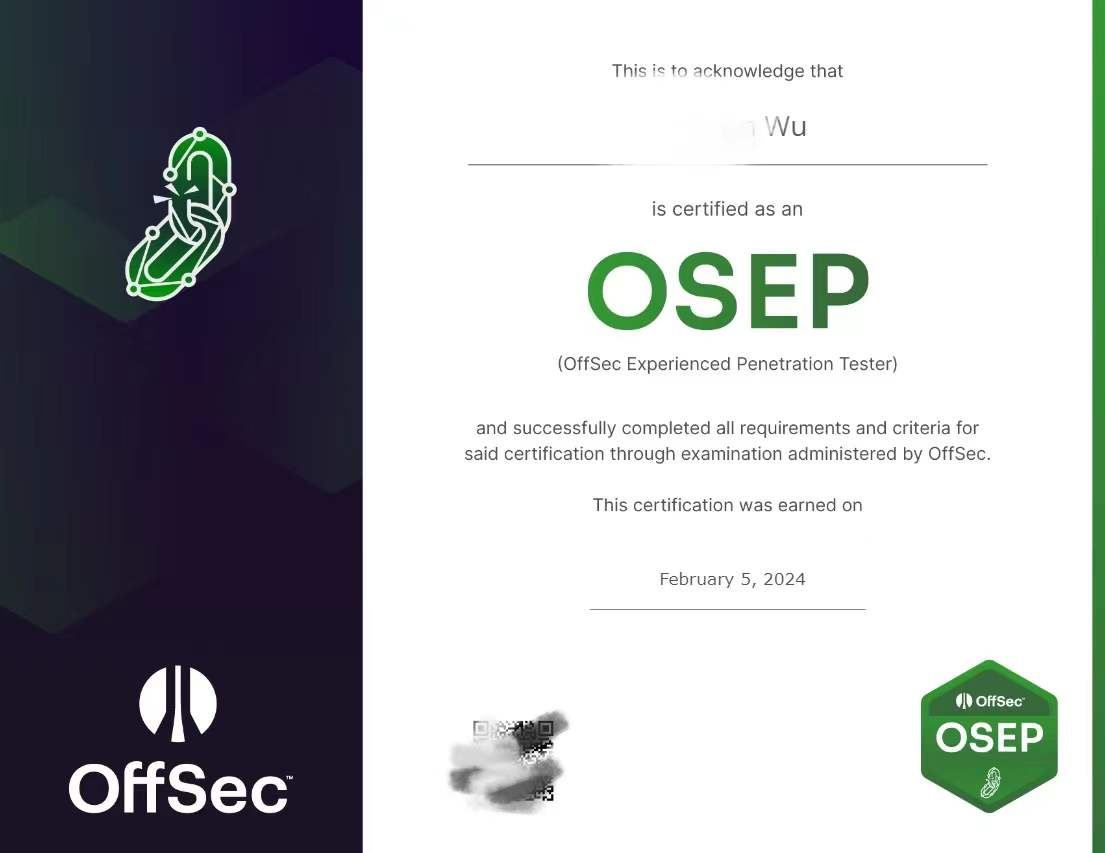 This is to acknowledge that
Wu
is certified as an
OSEP
(OffSec Experienced Penetration Tester)
and successfully completed all requirements and criteria for
said certification through examination administered by OffSec.
This certification was earned on
February 5, 2024
OffSec™
OffSec™
OSEP